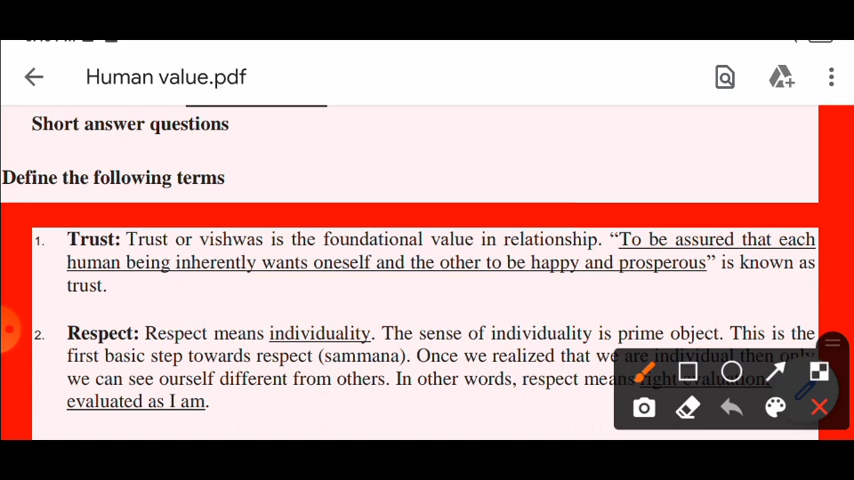 Human value.pdf
Short answer questions
Define the following terms
1. Trust: Trust or vishwas is the foundational value in relationship. “To be assured that each
human being inherently wants oneself and the other to be happy and prosperous” is known as
trust.
2. Respect: Respect means individuality. The sense of individuality is prime object. This is the
first basic step towards respect (sammana). Once we realized that we are individual then only
we can see ourself different from others. In other words, respect means right evaluation,
evaluated as I am.